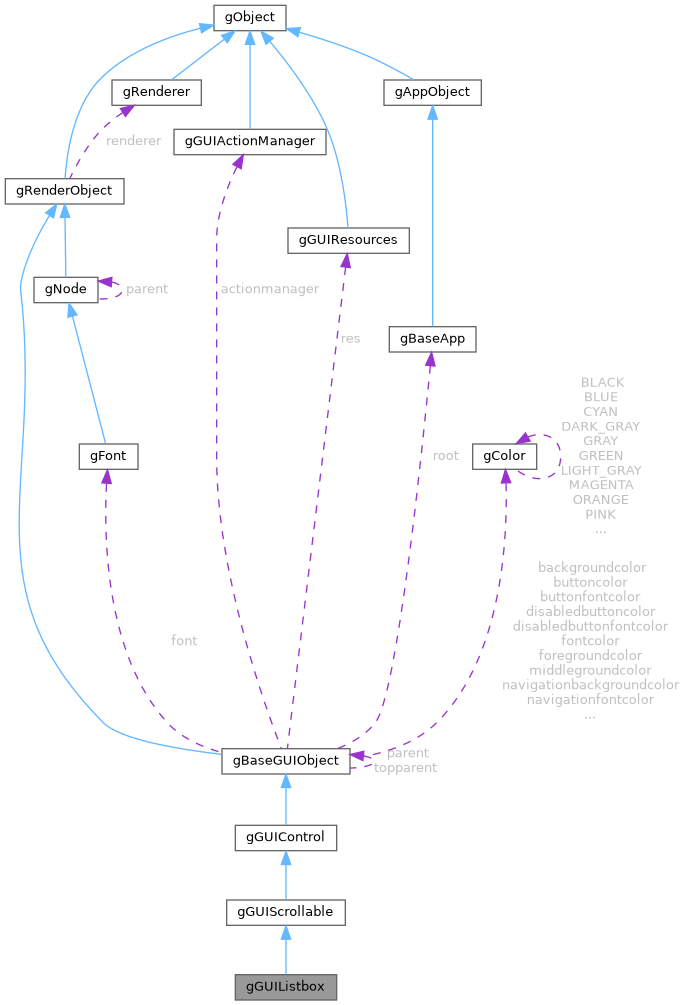 gObject
gRenderer
gAppObject
renderer
gGUIActionManager
gRenderObject
gGUIResources
gNode
parent
actionmanager
res
gBaseApp
BLACK
BLUE
CYAN
DARK_GRAY
GRAY
GREEN
LIGHT_GRAY
MAGENTA
ORANGE
PINK
...
gFont
root
gColor
backgroundcolor
buttoncolor
buttonfontcolor
disabledbuttoncolor
disabledbuttonfontcolor
fontcolor
foregroundcolor
middlegroundcolor
navigationbackgroundcolor
navigationfontcolor
...
font
gBaseGUIObject
parent
topparent
gGUIControl
gGUIScrollable
gGUIListbox